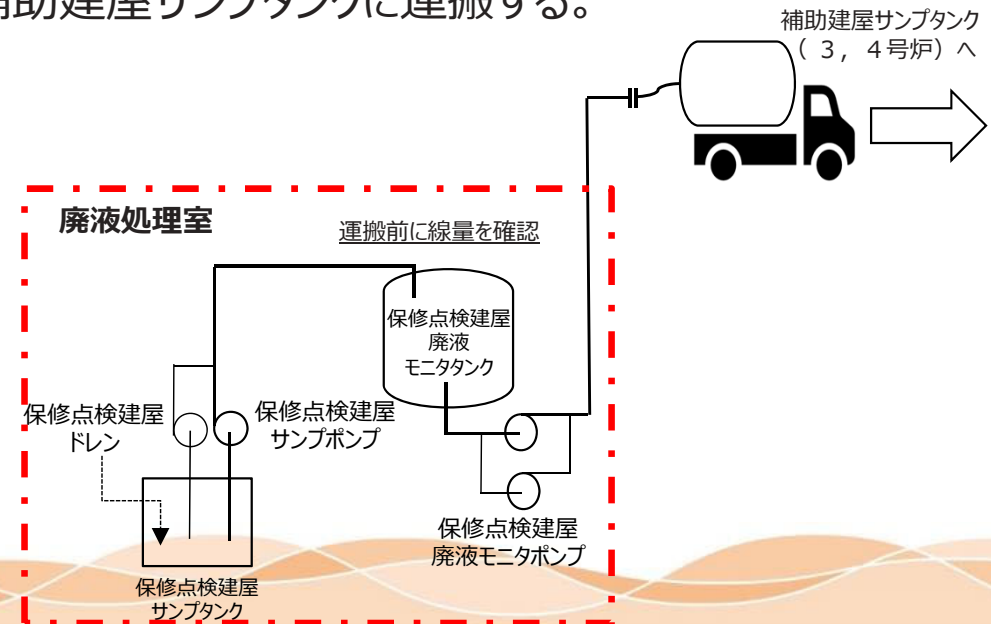 補助建屋サンプタンクに運搬する。
補助建屋サンプタンク
（３，４号炉）へ
廃液処理室
運搬前に線量を確認
保修点検建屋
廃液
モニタタンク
保修点検建屋
ドレン
保修点検建屋
サンプポンプ
保修点検建屋
廃液モニタポンプ
保修点検建屋
サンプタンク